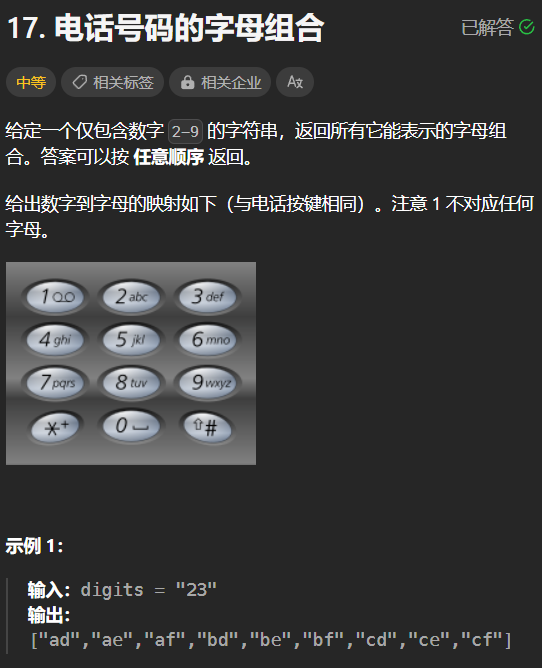 17. 电话号码的字母组合
已解答
中等
相关标签
相关企业
给定一个仅包含数字 2-9 的字符串，返回所有它能表示的字母组
合。答案可以按 任意顺序 返回。
给出数字到字母的映射如下（与电话按键相同）。注意 1 不对应任何
字母。
1
2 abc
3 def
4 ghi
5 jkl
6 mno
7 pqrs
8 tuv
9 wxyz
*+
0
#
示例 1：
输入：digits = "23"
输出：
["ad","ae","af","bd","be","bf","cd","ce","cf"]